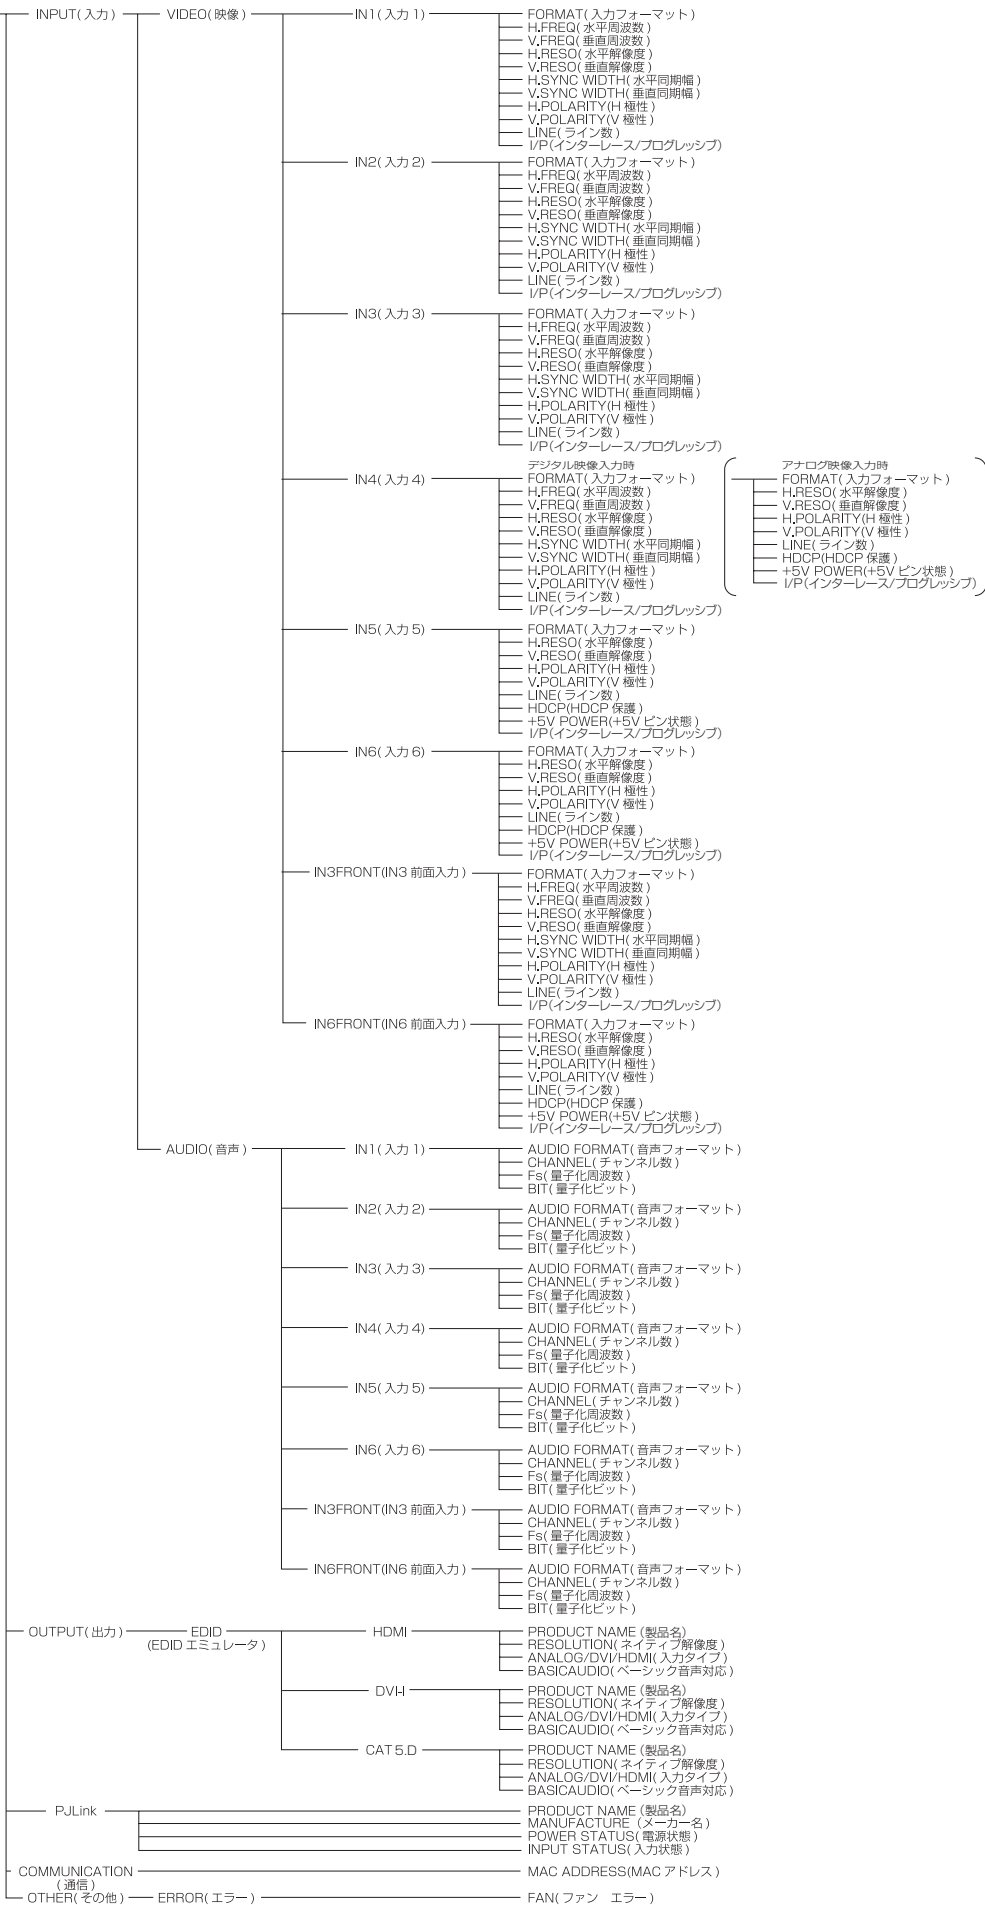 INPUT(入力)
VIDEO(映像)
IN1(入力1)
FORMAT(入力フォーマット)
H.FREQ(水平周波数)
V.FREQ(垂直周波数)
H.RESO(水平解像度)
V.RESO(垂直解像度)
H.SYNC WIDTH(水平同期幅)
V.SYNC WIDTH(垂直同期幅)
H.POLARITY(H 極性)
V.POLARITY(V 極性)
LINE(ライン数)
I/P(インターレース/プログレッシブ)
IN2(入力2)
FORMAT(入力フォーマット)
H.FREQ(水平周波数)
V.FREQ(垂直周波数)
H.RESO(水平解像度)
V.RESO(垂直解像度)
H.SYNC WIDTH(水平同期幅)
V.SYNC WIDTH(垂直同期幅)
H.POLARITY(H 極性)
V.POLARITY(V 極性)
LINE(ライン数)
I/P(インターレース/プログレッシブ)
IN3(入力3)
FORMAT(入力フォーマット)
H.FREQ(水平周波数)
V.FREQ(垂直周波数)
H.RESO(水平解像度)
V.RESO(垂直解像度)
H.SYNC WIDTH(水平同期幅)
V.SYNC WIDTH(垂直同期幅)
H.POLARITY(H 極性)
V.POLARITY(V 極性)
LINE(ライン数)
I/P(インターレース/プログレッシブ)
IN4(入力4)
デジタル映像入力時
FORMAT(入力フォーマット)
H.FREQ(水平周波数)
V.FREQ(垂直周波数)
H.RESO(水平解像度)
V.RESO(垂直解像度)
H.SYNC WIDTH(水平同期幅)
V.SYNC WIDTH(垂直同期幅)
H.POLARITY(H 極性)
V.POLARITY(V 極性)
LINE(ライン数)
I/P(インターレース/プログレッシブ)
アナログ映像入力時
FORMAT(入力フォーマット)
H.RESO(水平解像度)
V.RESO(垂直解像度)
H.POLARITY(H 極性)
V.POLARITY(V 極性)
LINE(ライン数)
HDCP(HDCP 保護)
+5V POWER(+5V ピン状態)
I/P(インターレース/プログレッシブ)
IN5(入力5)
FORMAT(入力フォーマット)
H.RESO(水平解像度)
V.RESO(垂直解像度)
H.POLARITY(H 極性)
V.POLARITY(V 極性)
LINE(ライン数)
HDCP(HDCP 保護)
+5V POWER(+5V ピン状態)
I/P(インターレース/プログレッシブ)
IN6(入力6)
FORMAT(入力フォーマット)
H.RESO(水平解像度)
V.RESO(垂直解像度)
H.POLARITY(H 極性)
V.POLARITY(V 極性)
LINE(ライン数)
HDCP(HDCP 保護)
+5V POWER(+5V ピン状態)
I/P(インターレース/プログレッシブ)
IN3FRONT(IN3 前面入力)
FORMAT(入力フォーマット)
H.FREQ(水平周波数)
V.FREQ(垂直周波数)
H.RESO(水平解像度)
V.RESO(垂直解像度)
H.SYNC WIDTH(水平同期幅)
V.SYNC WIDTH(垂直同期幅)
H.POLARITY(H 極性)
V.POLARITY(V 極性)
LINE(ライン数)
I/P(インターレース/プログレッシブ)
IN6FRONT(IN6 前面入力)
FORMAT(入力フォーマット)
H.RESO(水平解像度)
V.RESO(垂直解像度)
H.POLARITY(H 極性)
V.POLARITY(V 極性)
LINE(ライン数)
HDCP(HDCP 保護)
+5V POWER(+5V ピン状態)
I/P(インターレース/プログレッシブ)
AUDIO(音声)
IN1(入力1)
AUDIO FORMAT(音声フォーマット)
CHANNEL(チャンネル数)
Fs(量子化周波数)
BIT(量子化ビット)
IN2(入力2)
AUDIO FORMAT(音声フォーマット)
CHANNEL(チャンネル数)
Fs(量子化周波数)
BIT(量子化ビット)
IN3(入力3)
AUDIO FORMAT(音声フォーマット)
CHANNEL(チャンネル数)
Fs(量子化周波数)
BIT(量子化ビット)
IN4(入力4)
AUDIO FORMAT(音声フォーマット)
CHANNEL(チャンネル数)
Fs(量子化周波数)
BIT(量子化ビット)
IN5(入力5)
AUDIO FORMAT(音声フォーマット)
CHANNEL(チャンネル数)
Fs(量子化周波数)
BIT(量子化ビット)
IN6(入力6)
AUDIO FORMAT(音声フォーマット)
CHANNEL(チャンネル数)
Fs(量子化周波数)
BIT(量子化ビット)
IN3FRONT(IN3 前面入力)
AUDIO FORMAT(音声フォーマット)
CHANNEL(チャンネル数)
Fs(量子化周波数)
BIT(量子化ビット)
IN6FRONT(IN6 前面入力)
AUDIO FORMAT(音声フォーマット)
CHANNEL(チャンネル数)
Fs(量子化周波数)
BIT(量子化ビット)
OUTPUT(出力)
EDID
(EDID エミュレータ)
HDMI
PRODUCT NAME(製品名)
RESOLUTION(ネイティブ解像度)
ANALOG/DVI/HDMI(入力タイプ)
BASICAUDIO(ベーシック音声対応)
DVI-I
PRODUCT NAME(製品名)
RESOLUTION(ネイティブ解像度)
ANALOG/DVI/HDMI(入力タイプ)
BASICAUDIO(ベーシック音声対応)
CAT5.D
PRODUCT NAME(製品名)
RESOLUTION(ネイティブ解像度)
ANALOG/DVI/HDMI(入力タイプ)
BASICAUDIO(ベーシック音声対応)
PJLink
PRODUCT NAME(製品名)
MANUFACTURE(メーカー名)
POWER STATUS(電源状態)
INPUT STATUS(入力状態)
COMMUNICATION
(通信)
MAC ADDRESS(MAC アドレス)
OTHER(その他)
ERROR(エラー)
FAN(ファン エラー)